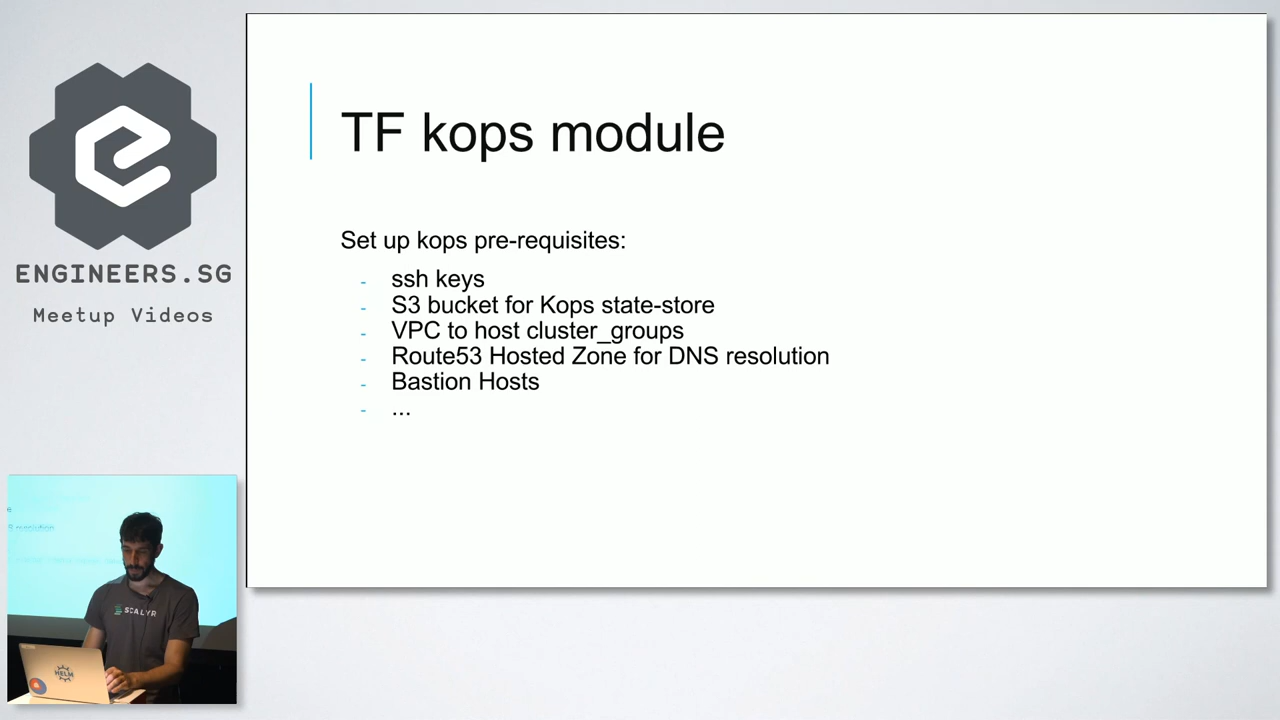 TF kops module
Set up kops pre-requisites:
- ssh keys
- S3 bucket for Kops state-store
- VPC to host cluster_groups
- Route53 Hosted Zone for DNS resolution
- Bastion Hosts
- ...
ENGINEERS.SG
Meetup Videos
SCALYR
HELM